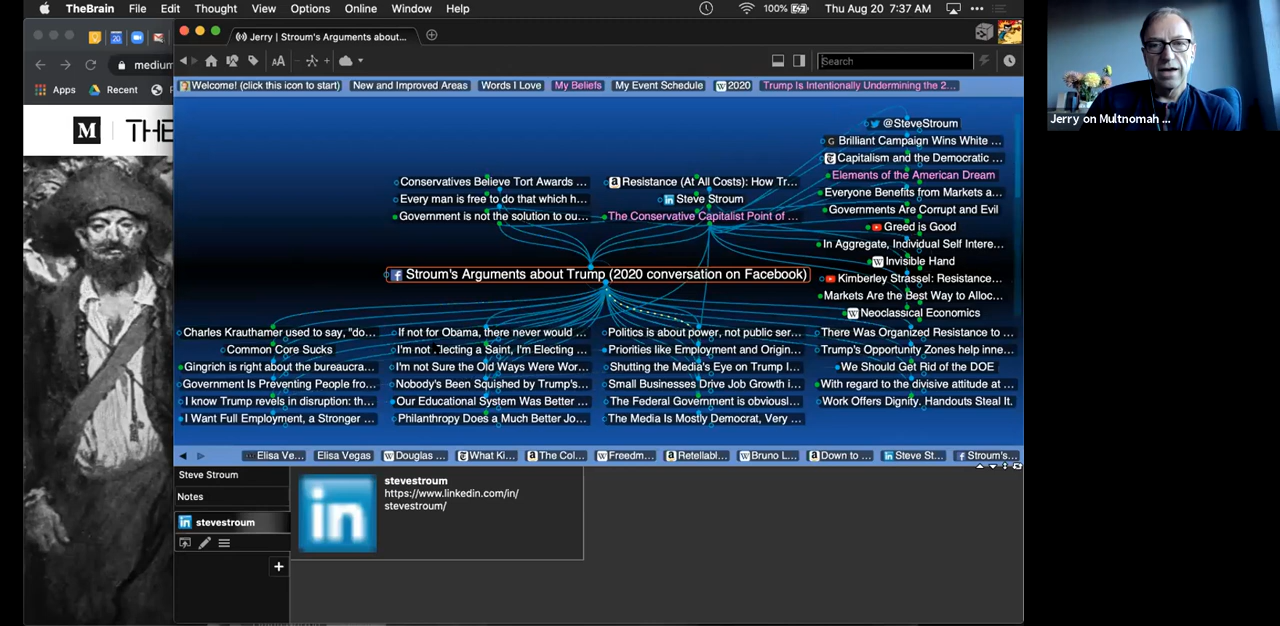 TheBrain File Edit Thought View Options Online Window Help 100% Thu Aug 20 7:37 AM
Jerry | Stroum's Arguments about...
20
medium
Apps Recent
M THE
AA
Search
Welcome! (click this icon to start) New and Improved Areas Words I Love My Beliefs My Event Schedule 2020 Trump Is Intentionally Undermining the 2...
@SteveStroum
Brilliant Campaign Wins White ...
Capitalism and the Democratic ...
Elements of the American Dream
Everyone Benefits from Markets a...
Governments Are Corrupt and Evil
Greed is Good
In Aggregate, Individual Self Intere...
Invisible Hand
Kimberley Strassel: Resistance...
Markets Are the Best Way to Alloc...
Neoclassical Economics
Conservatives Believe Tort Awards ...
Every man is free to do that which h...
Government is not the solution to ou...
Resistance (At All Costs): How Tr...
Steve Stroum
The Conservative Capitalist Point of ...
Stroum's Arguments about Trump (2020 conversation on Facebook)
Charles Krauthamer used to say, "do...
Common Core Sucks
Gingrich is right about the bureaucra...
Government Is Preventing People fro...
I know Trump revels in disruption: th...
I Want Full Employment, a Stronger ...
If not for Obama, there never would ...
I'm not Electing a Saint, I'm Electing ...
I'm not Sure the Old Ways Were Wor...
Nobody's Been Squished by Trump's...
Our Educational System Was Better ...
Philanthropy Does a Much Better Jo...
Politics is about power, not public ser...
Priorities like Employment and Origin...
Shutting the Media's Eye on Trump I...
Small Businesses Drive Job Growth i...
The Federal Government is obviousl...
The Media Is Mostly Democrat, Very ...
There Was Organized Resistance to ...
Trump's Opportunity Zones help inne...
We Should Get Rid of the DOE
With regard to the divisive attitude at ...
Work Offers Dignity. Handouts Steal It.
Elisa Ve... Elisa Vegas Douglas ... What Ki... The Col... Freedm... Retellabl... Bruno L... Down to ... Steve St... Stroum's...
Steve Stroum
Notes
stevestroum
in
stevestroum
https://www.linkedin.com/in/
stevestroum/
Jerry on Multnomah ...